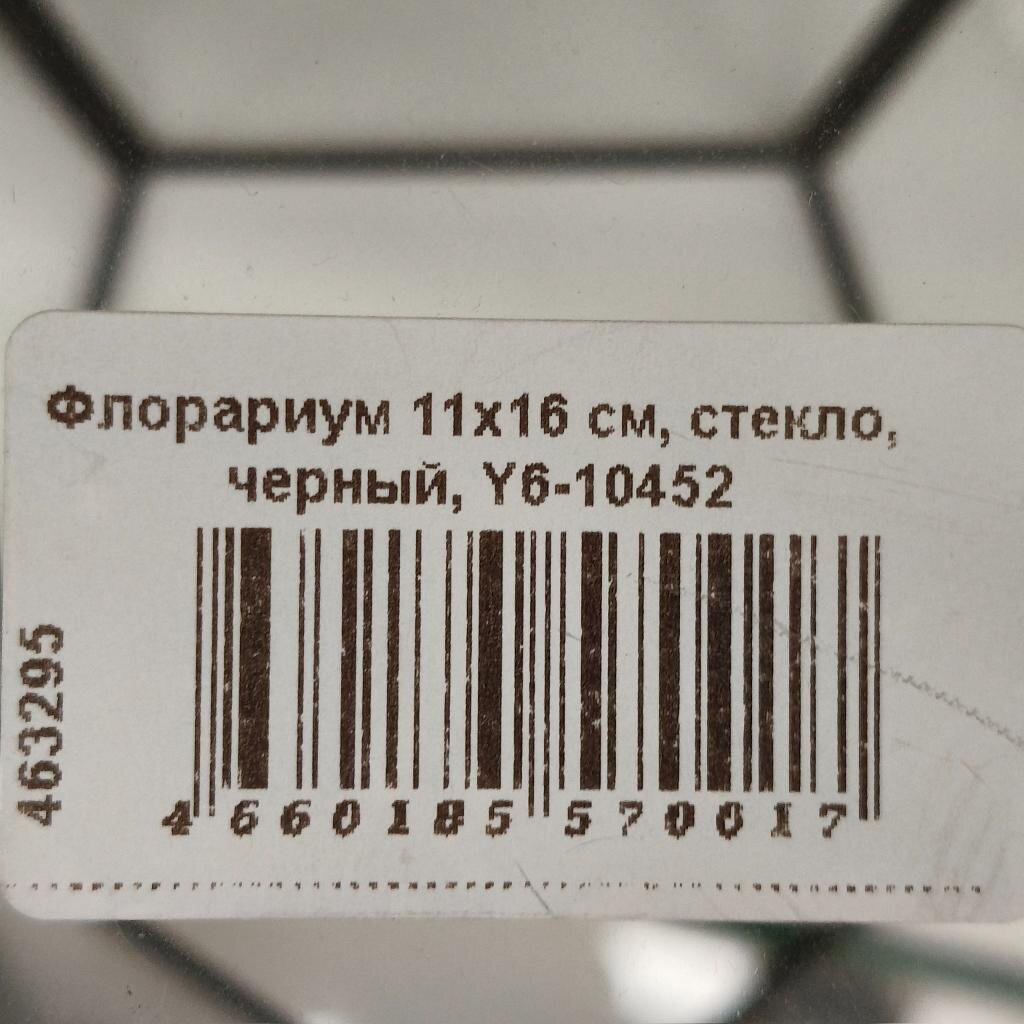 Флорариум 11х16 см, стекло,
черный, Y6-10452
463295
4 660185 570017